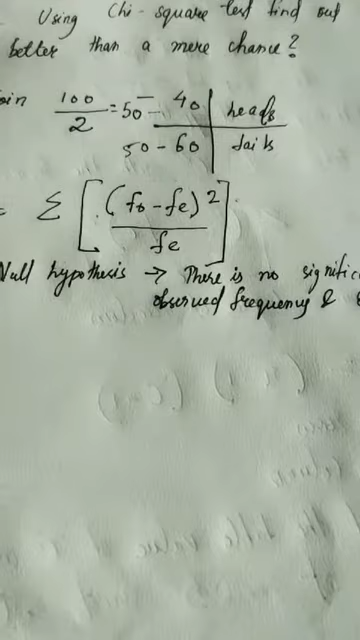 Using Chi-square test find out
better than a mere chance?
oin 100/2 = 50 - 40 | heads
50 - 60 | tails
= Σ [ (fo - fe)² / fe ]
Null hypothesis → There is no signific
observed frequency &